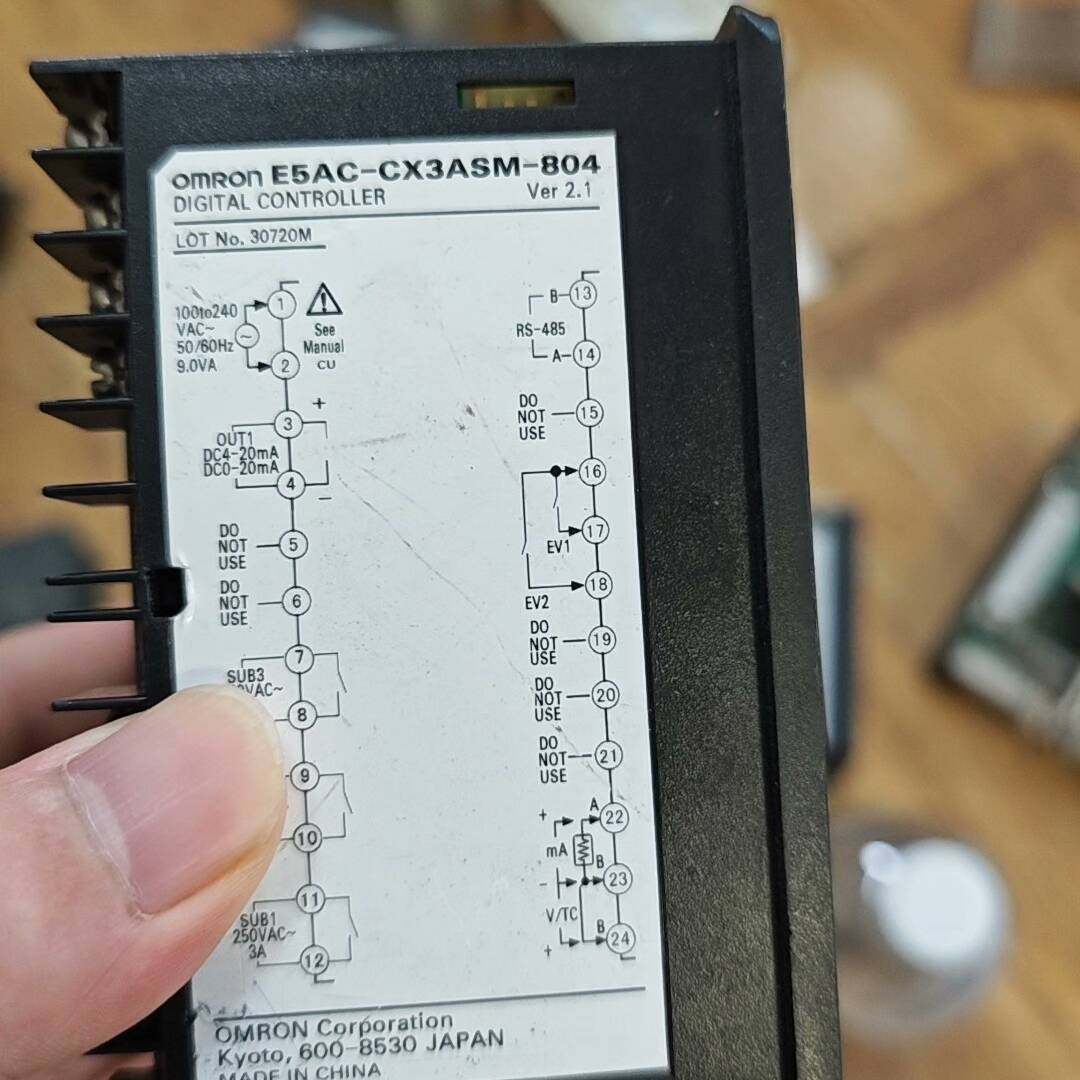 OMRON E5AC-CX3ASM-804
DIGITAL CONTROLLER Ver 2.1
LOT No. 30720M
100to240
VAC~
50/60Hz
9.0VA
1
See
Manual
CU
2
+
3
OUT1
DC4-20mA
DC0-20mA
4
-
DO
NOT
USE
5
DO
NOT
USE
6
7
SUB3
VAC~
8
9
10
11
SUB1
250VAC~
3A
12
B
13
RS-485
A
14
DO
NOT
USE
15
16
17
EV1
18
EV2
DO
NOT
USE
19
DO
NOT
USE
20
DO
NOT
USE
21
+
A
22
mA
B
-
23
V/TC
B
+
24
OMRON Corporation
Kyoto, 600-8530 JAPAN
MADE IN CHINA